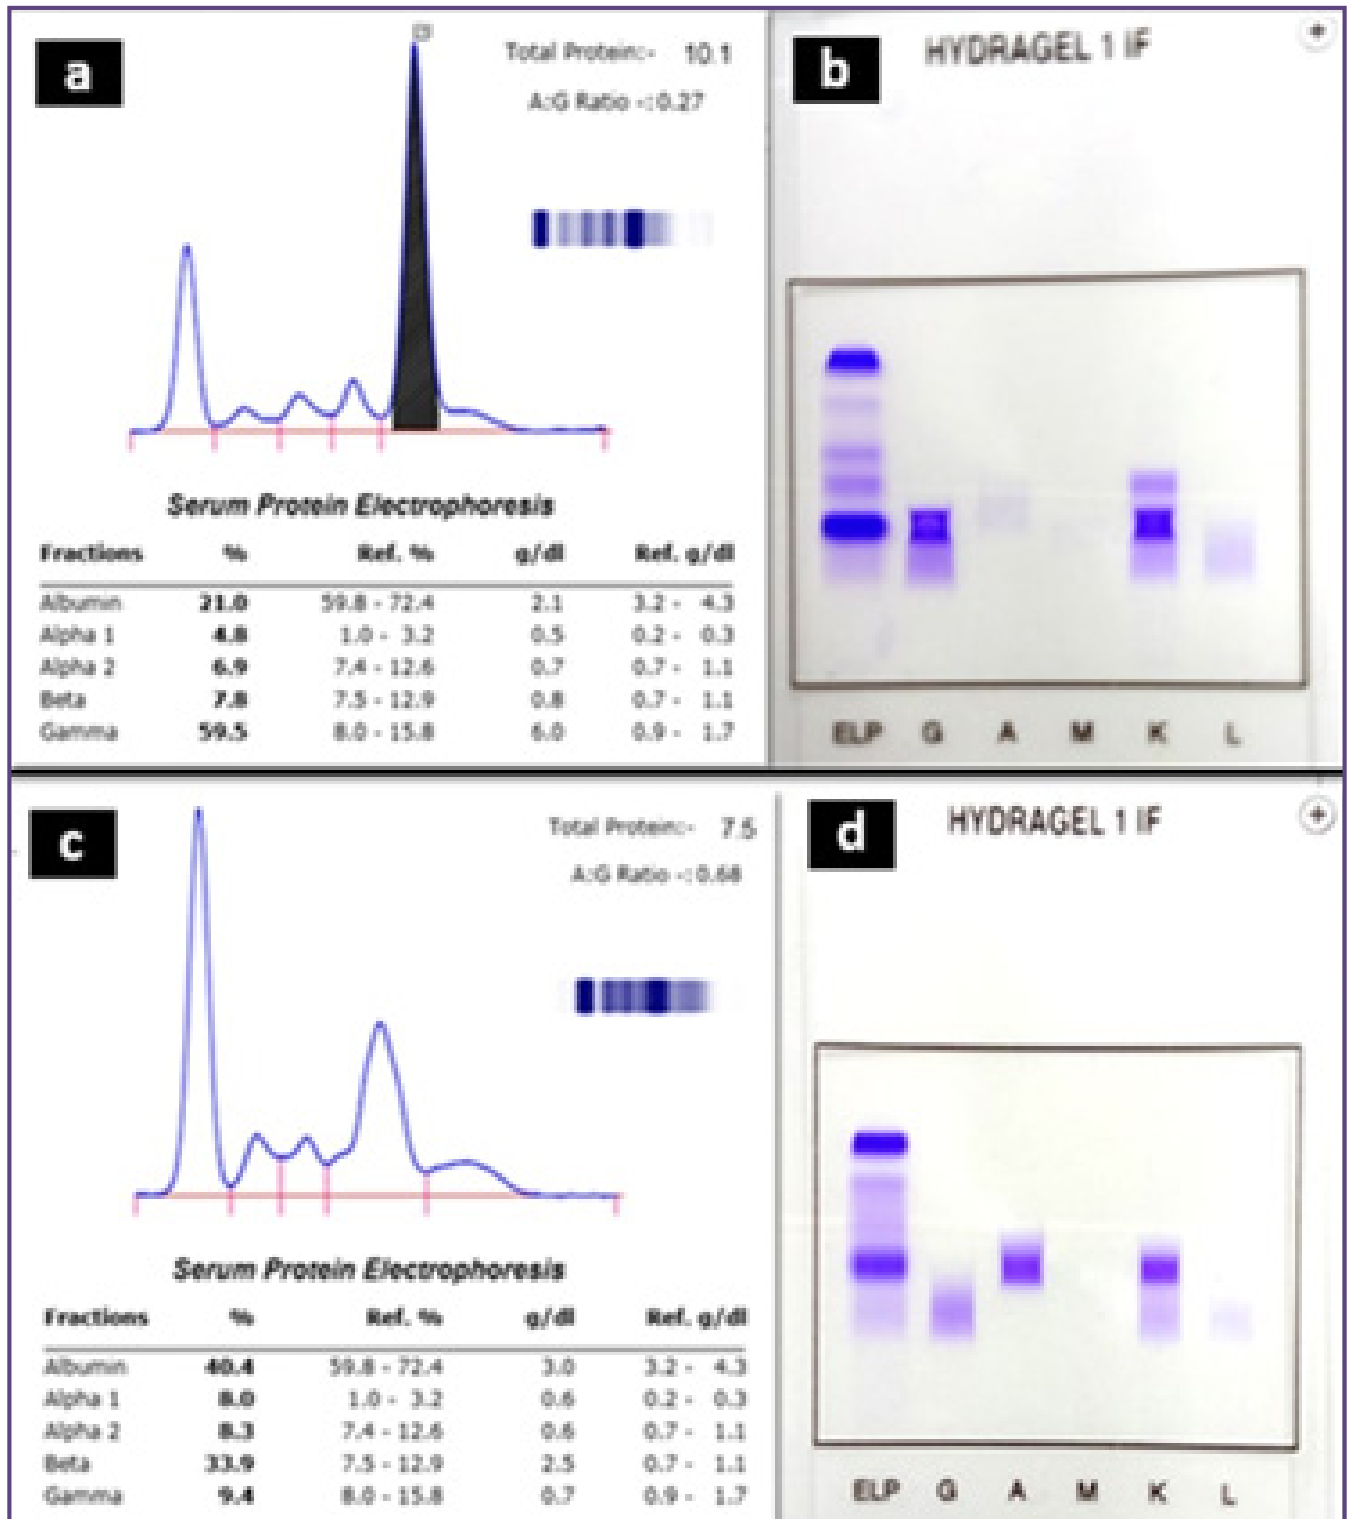 a
Total Protein:- 10.1
A:G Ratio -:0.27
Serum Protein Electrophoresis
Fractions % Ref. % g/dl Ref. g/dl
Albumin 21.0 59.8 - 72.4 2.1 3.2 - 4.3
Alpha 1 4.8 1.0 - 3.2 0.5 0.2 - 0.3
Alpha 2 6.9 7.4 - 12.6 0.7 0.7 - 1.1
Beta 7.8 7.5 - 12.9 0.8 0.7 - 1.1
Gamma 59.5 8.0 - 15.8 6.0 0.9 - 1.7
b
HYDRAGEL 1 IF
+
ELP G A M K L
c
Total Protein:- 7.5
A:G Ratio -:0.68
Serum Protein Electrophoresis
Fractions % Ref. % g/dl Ref. g/dl
Albumin 40.4 59.8 - 72.4 3.0 3.2 - 4.3
Alpha 1 8.0 1.0 - 3.2 0.6 0.2 - 0.3
Alpha 2 8.3 7.4 - 12.6 0.6 0.7 - 1.1
Beta 33.9 7.5 - 12.9 2.5 0.7 - 1.1
Gamma 9.4 8.0 - 15.8 0.7 0.9 - 1.7
d
HYDRAGEL 1 IF
+
ELP G A M K L